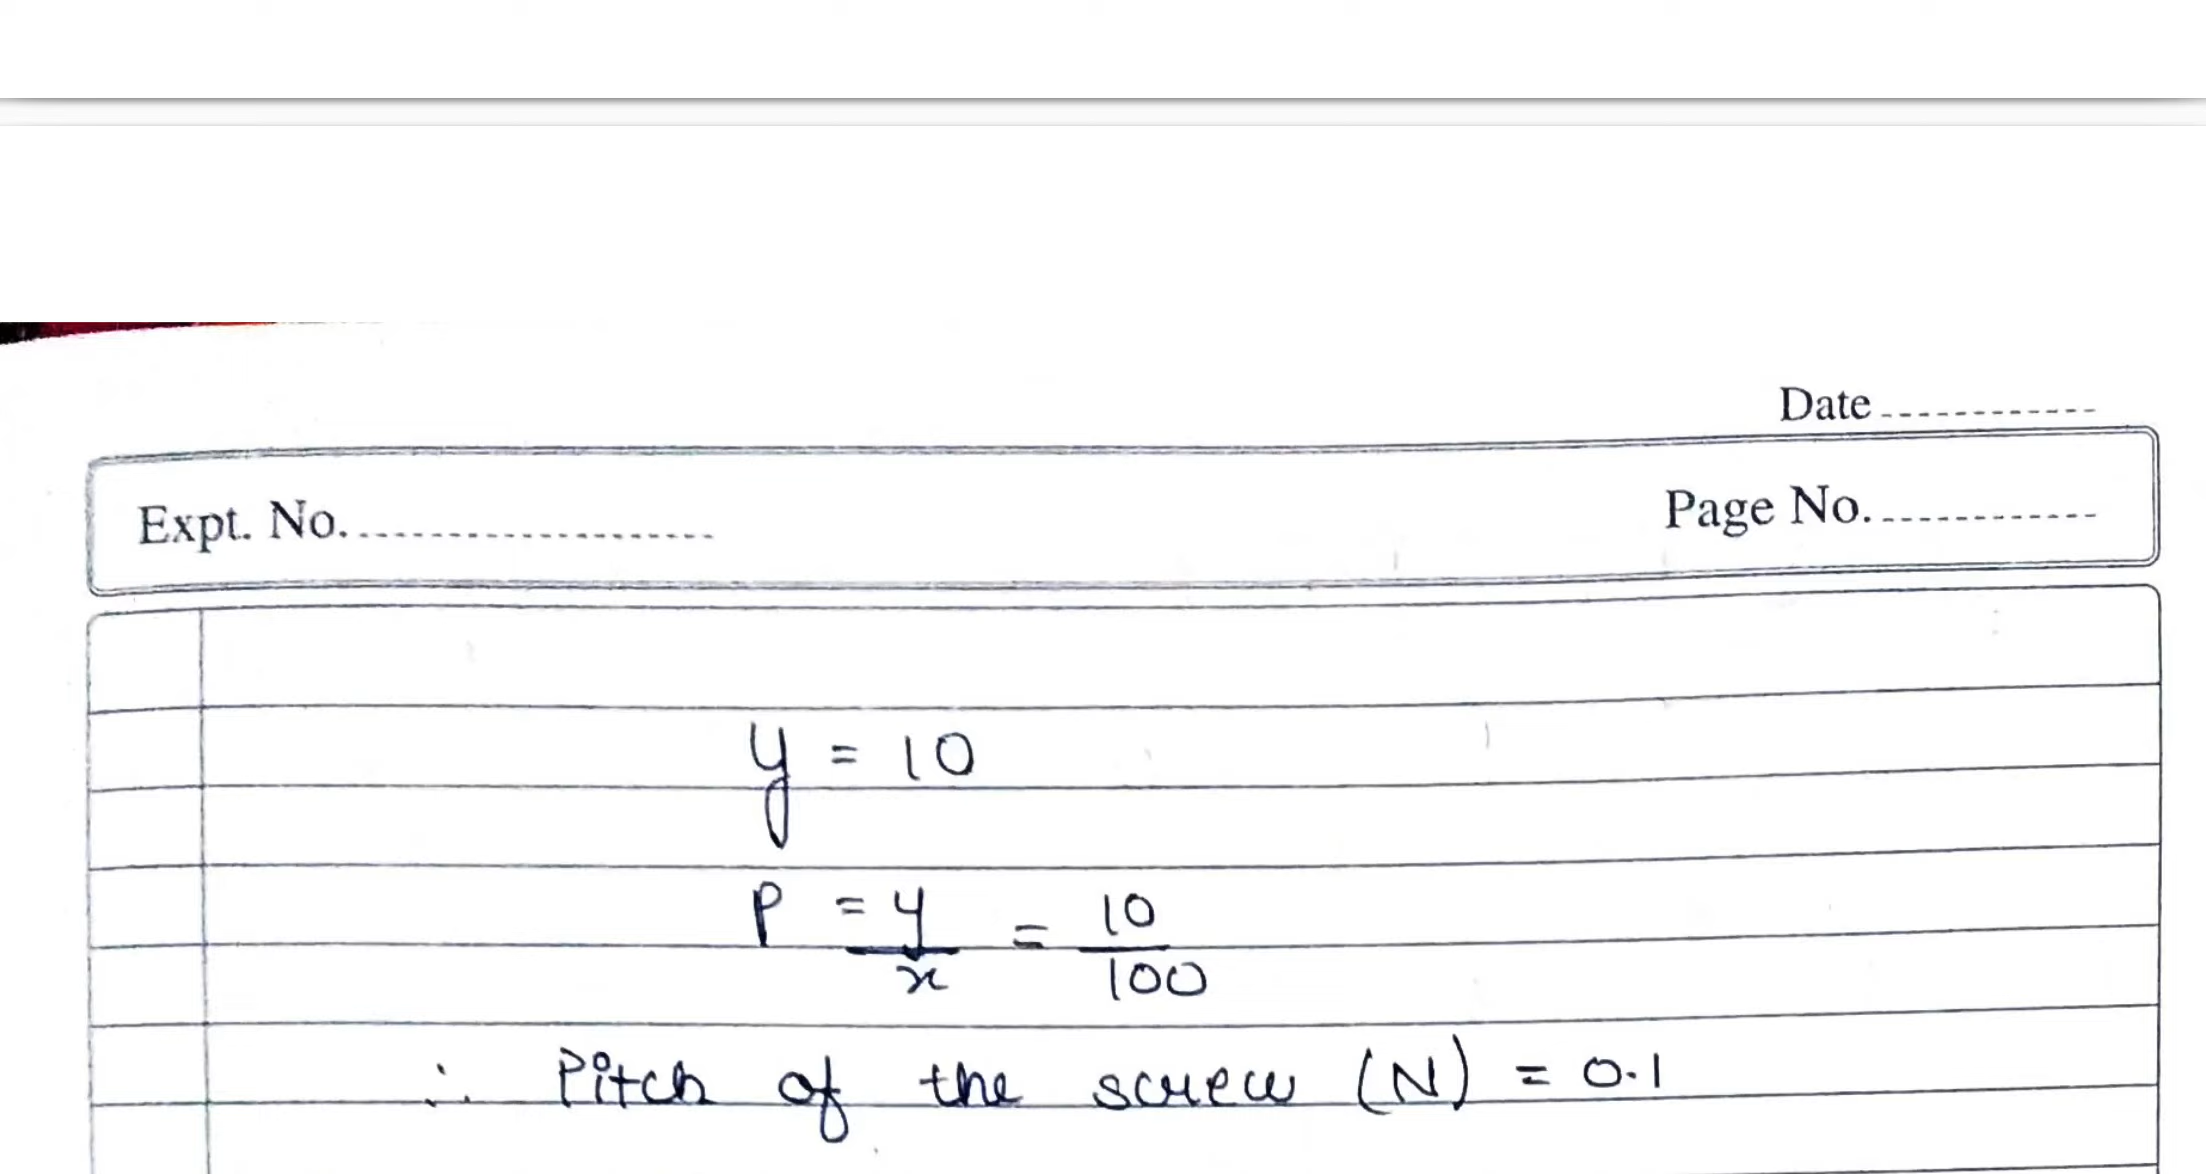 Date ............
Expt. No. ..................... Page No. .............
y = 10
P = y/x = 10/100
∴ Pitch of the screw (N) = 0.1